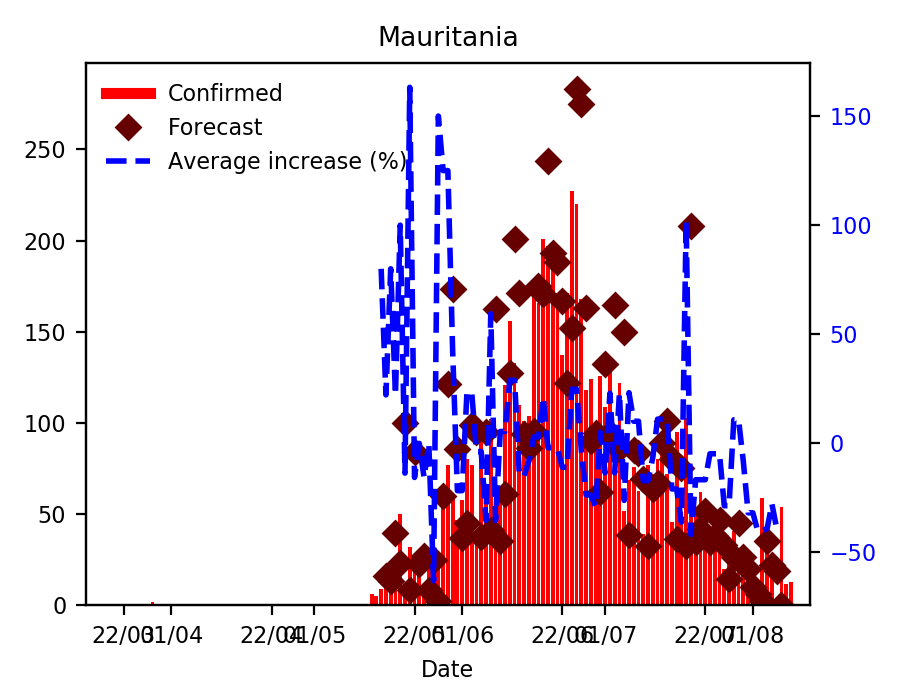 Mauritania
Confirmed
Forecast
Average increase (%)
250
200
150
100
50
0
150
100
50
0
−50
22/03 01/04 22/04 01/05 22/05 01/06 22/06 01/07 22/07 01/08
Date